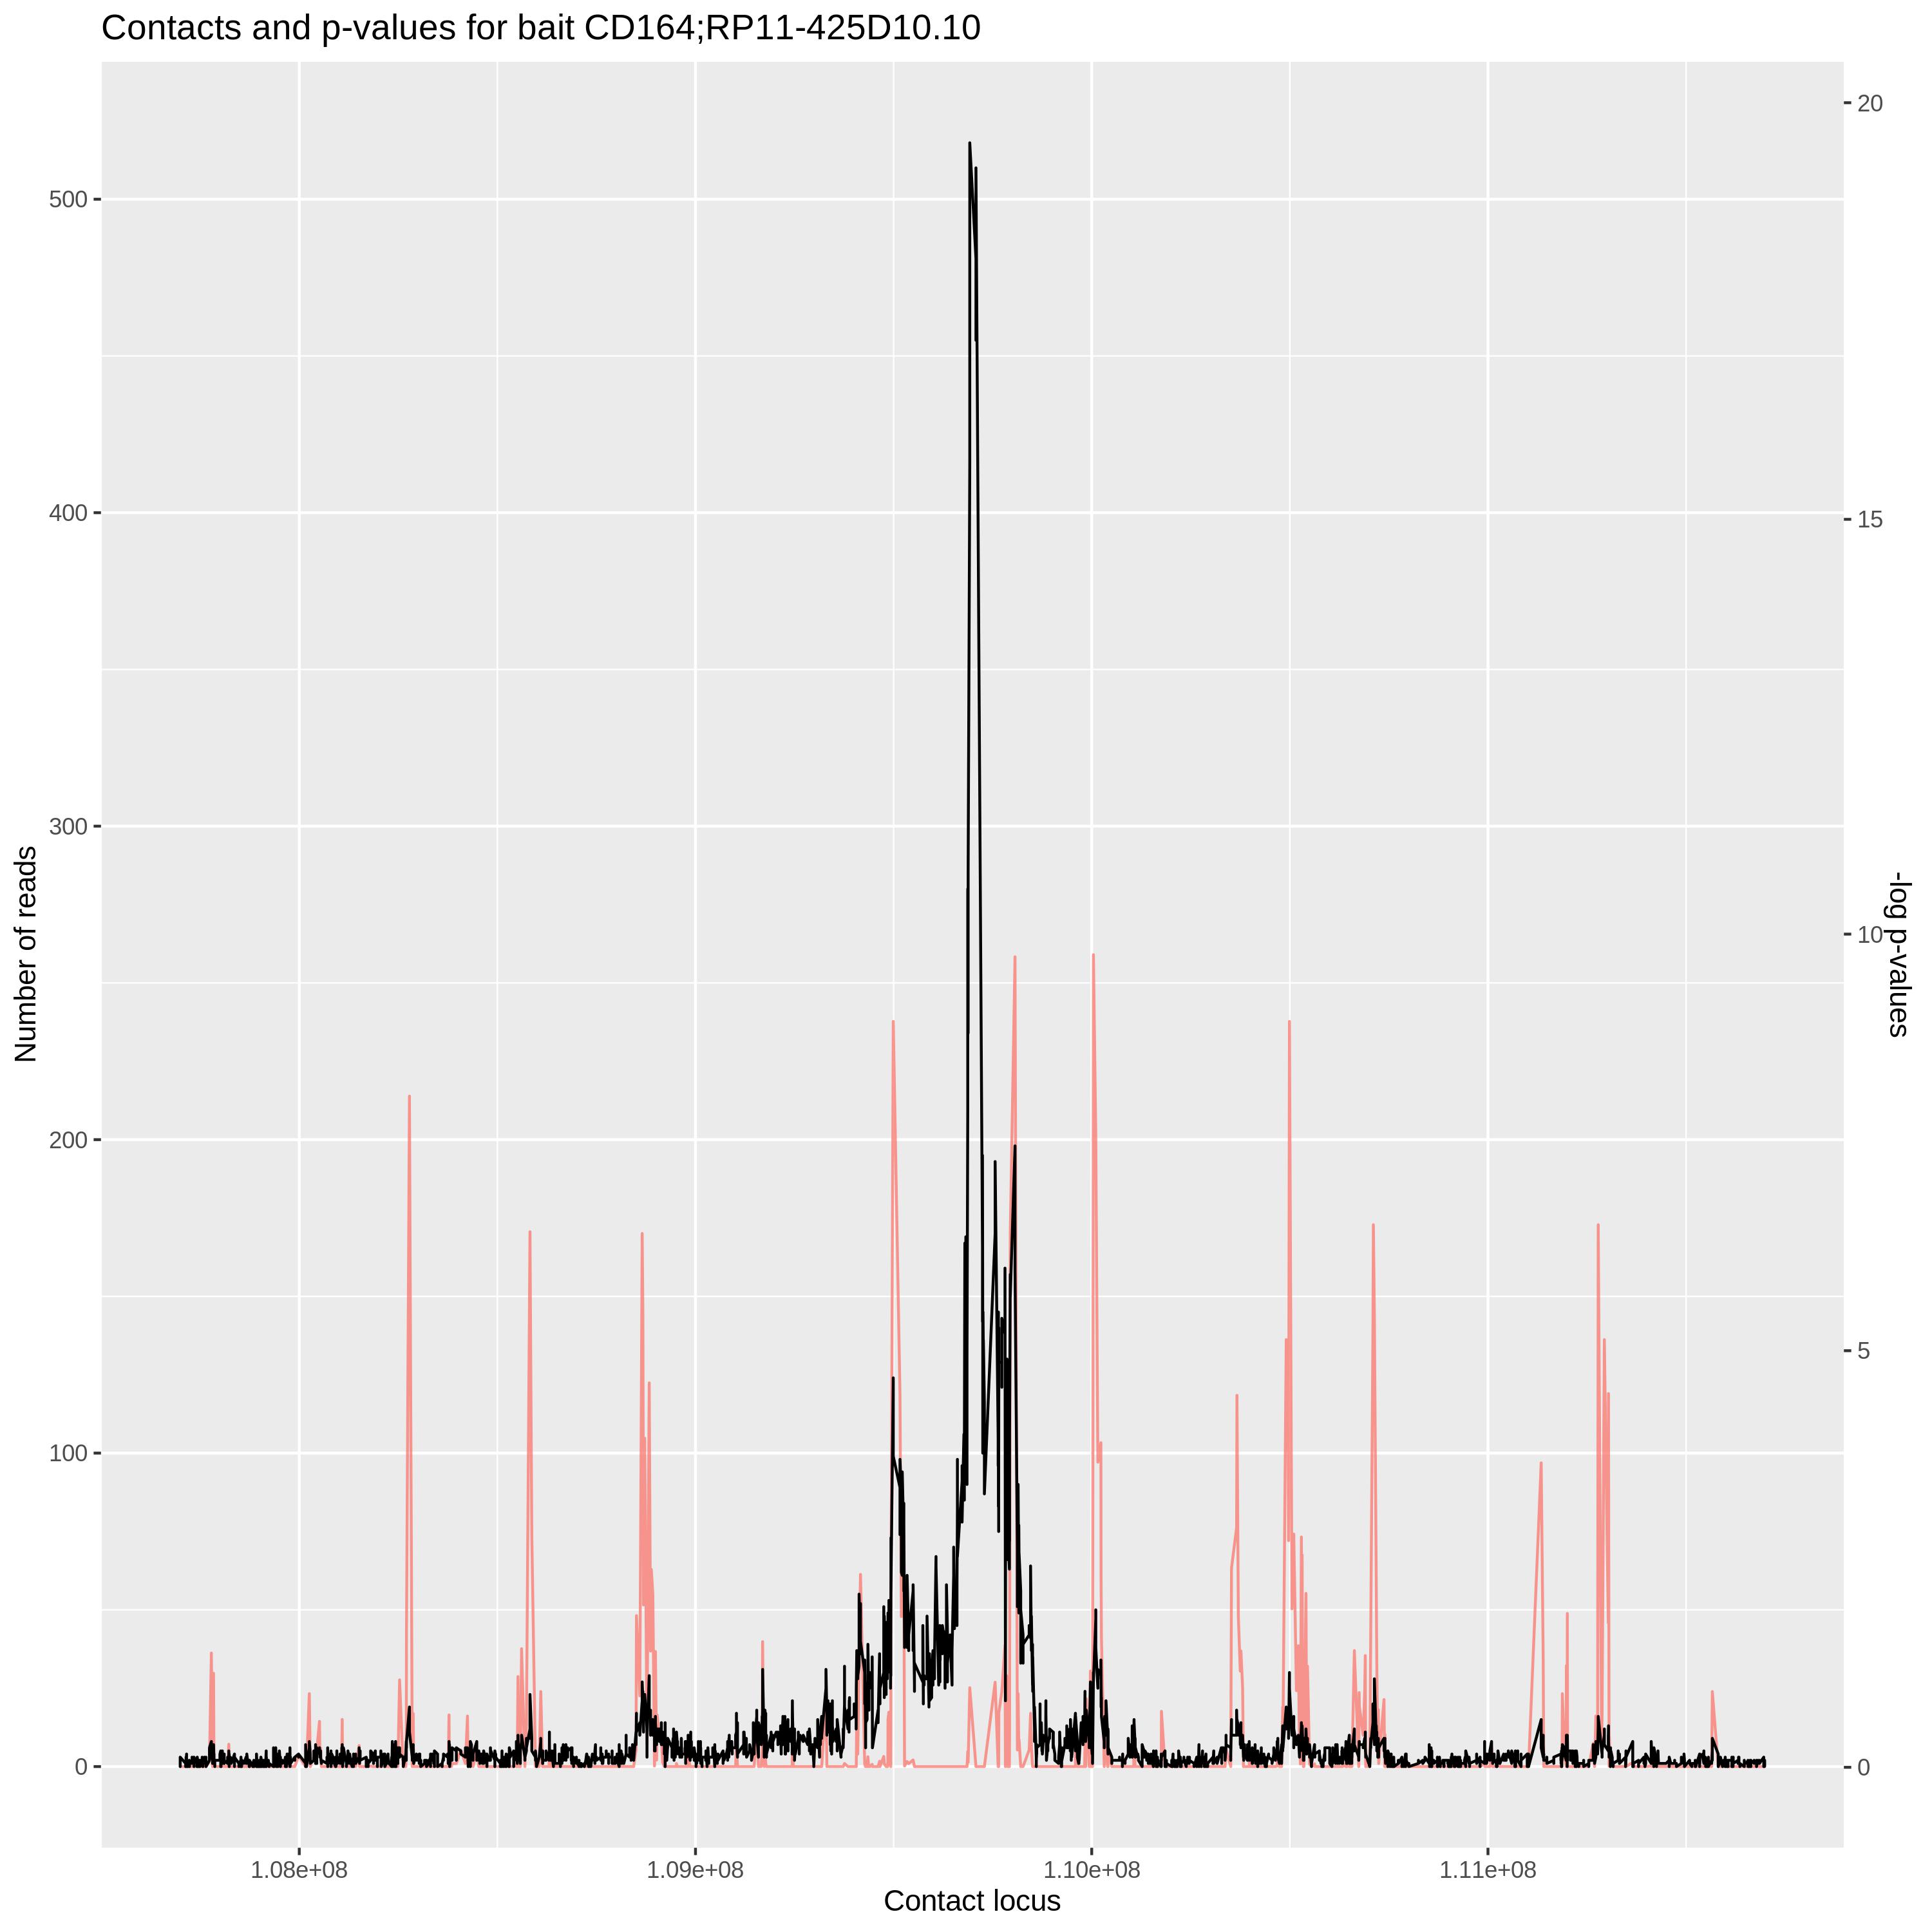 Contacts and p-values for bait CD164;RP11-425D10.10
500
400
300
200
100
0
Number of reads
20
15
10
5
0
-log p-values
1.08e+08
1.09e+08
1.10e+08
1.11e+08
Contact locus